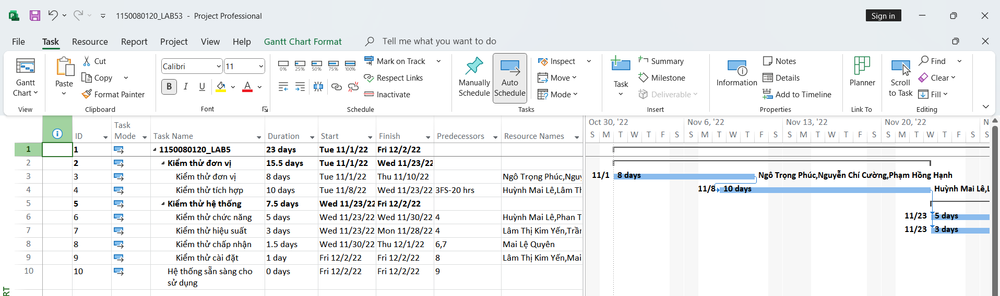 1150080120_LAB53 - Project Professional
Sign in
File Task Resource Report Project View Help Gantt Chart Format Tell me what you want to do
Gantt Chart
View
Paste
Cut
Copy
Format Painter
Clipboard
Calibri 11
B I U A
Font
0% 25% 50% 75% 100%
Mark on Track
Respect Links
Inactivate
Schedule
Manually Schedule
Auto Schedule
Inspect
Move
Mode
Tasks
Task
Summary
Milestone
Deliverable
Insert
Information
Notes
Details
Add to Timeline
Properties
Planner
Link To
Scroll to Task
Find
Clear
Fill
Editing
ID Task Mode Task Name Duration Start Finish Predecessors Resource Names
Oct 30, '22 Nov 6, '22 Nov 13, '22 Nov 20, '22 N
S M T W T F S S M T W T F S S M T W T F S S M T W T F S S
1 1 1150080120_LAB5 23 days Tue 11/1/22 Fri 12/2/22
2 2 Kiểm thử đơn vị 15.5 days Tue 11/1/22 Wed 11/23/22
3 3 Kiểm thử đơn vị 8 days Tue 11/1/22 Thu 11/10/22 Ngô Trọng Phúc,Nguy
11/1 8 days Ngô Trọng Phúc,Nguyễn Chí Cường,Phạm Hồng Hạnh
4 4 Kiểm thử tích hợp 10 days Tue 11/8/22 Wed 11/23/22 3FS-20 hrs Huỳnh Mai Lê,Lâm Th
11/8 10 days Huỳnh Mai Lê,L
5 5 Kiểm thử hệ thống 7.5 days Wed 11/23/22 Fri 12/2/22
6 6 Kiểm thử chức năng 5 days Wed 11/23/22 Wed 11/30/22 4 Huỳnh Mai Lê,Phan T
11/23 5 days
7 7 Kiểm thử hiệu suất 3 days Wed 11/23/22 Mon 11/28/22 4 Lâm Thị Kim Yến,Trần
11/23 3 days
8 8 Kiểm thử chấp nhận 1.5 days Wed 11/30/22 Thu 12/1/22 6,7 Mai Lệ Quyên
9 9 Kiểm thử cài đặt 1 day Fri 12/2/22 Fri 12/2/22 8 Lâm Thị Kim Yến,Mai
10 10 Hệ thống sẵn sàng cho sử dụng 0 days Fri 12/2/22 Fri 12/2/22 9
RT